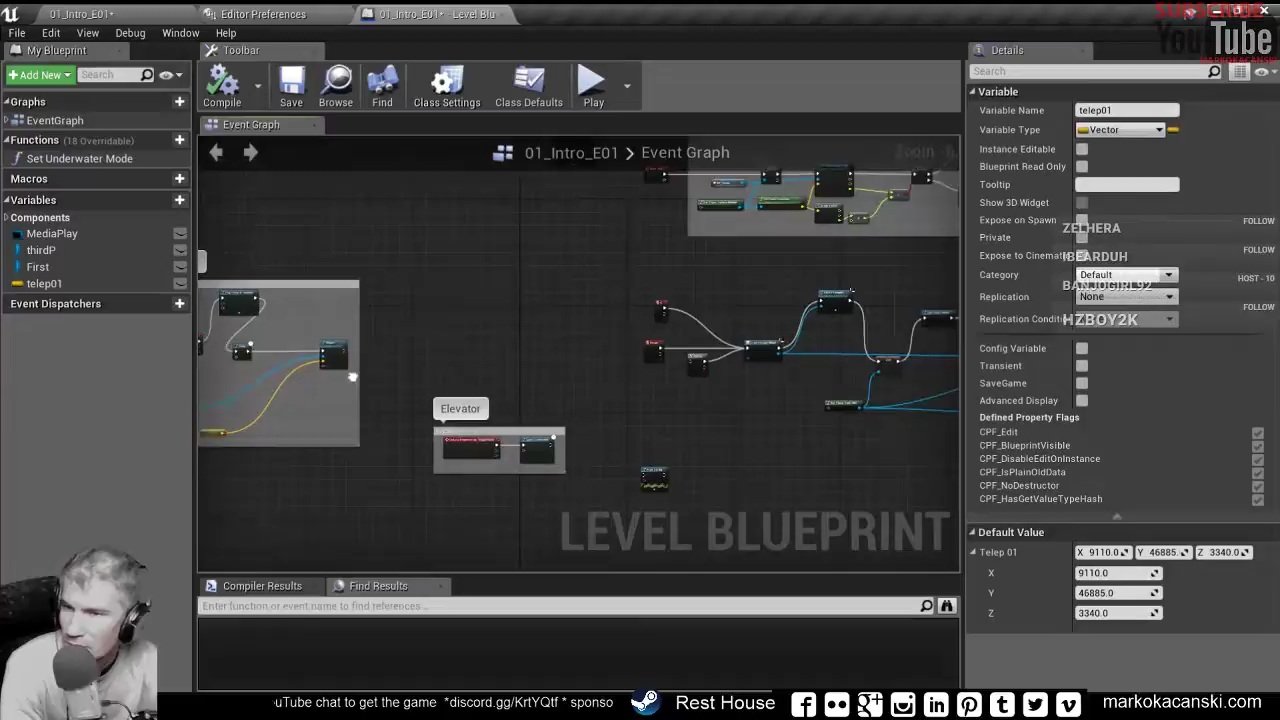 01_Intro_E01*
Editor Preferences
01_Intro_E01* - Level Blu
SUBSCRIBE
YouTube
MARKOKACANSKI
File Edit View Debug Window Help
My Blueprint
Toolbar
Details
Add New
Search
Compile
Save
Browse
Find
Class Settings
Class Defaults
Play
Search
Graphs
EventGraph
Functions (18 Overridable)
Set Underwater Mode
Macros
Variables
Components
MediaPlay
thirdP
First
telep01
Event Dispatchers
Event Graph
01_Intro_E01 > Event Graph
Elevator
LEVEL BLUEPRINT
Variable
Variable Name telep01
Variable Type Vector
Instance Editable
Blueprint Read Only
Tooltip
Show 3D Widget
Expose on Spawn
Private
Expose to Cinemati
Category Default
Replication None
Replication Conditi
ZELHERA FOLLOW
IBEARDUH FOLLOW
BANJOGIRL92 HOST - 10
HZBOY2K FOLLOW
Config Variable
Transient
SaveGame
Advanced Display
Defined Property Flags
CPF_Edit
CPF_BlueprintVisible
CPF_DisableEditOnInstance
CPF_IsPlainOldData
CPF_NoDestructor
CPF_HasGetValueTypeHash
Default Value
Telep 01 X 9110.0 Y 46885. Z 3340.0
X 9110.0
Y 46885.0
Z 3340.0
Compiler Results
Find Results
Enter function or event name to find references...
uTube chat to get the game *discord.gg/KrtYQtf * sponso
Rest House
markokacanski.com